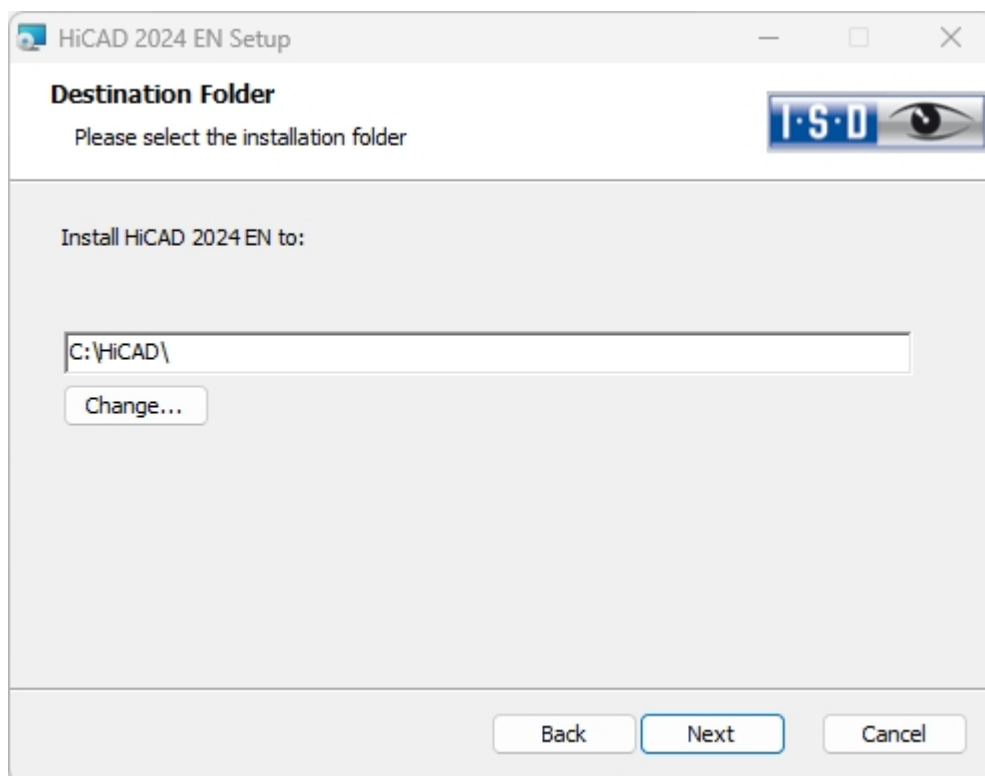 HiCAD 2024 EN Setup
Destination Folder
Please select the installation folder
I·S·D
Install HiCAD 2024 EN to:
C:\HiCAD\
Change...
Back
Next
Cancel